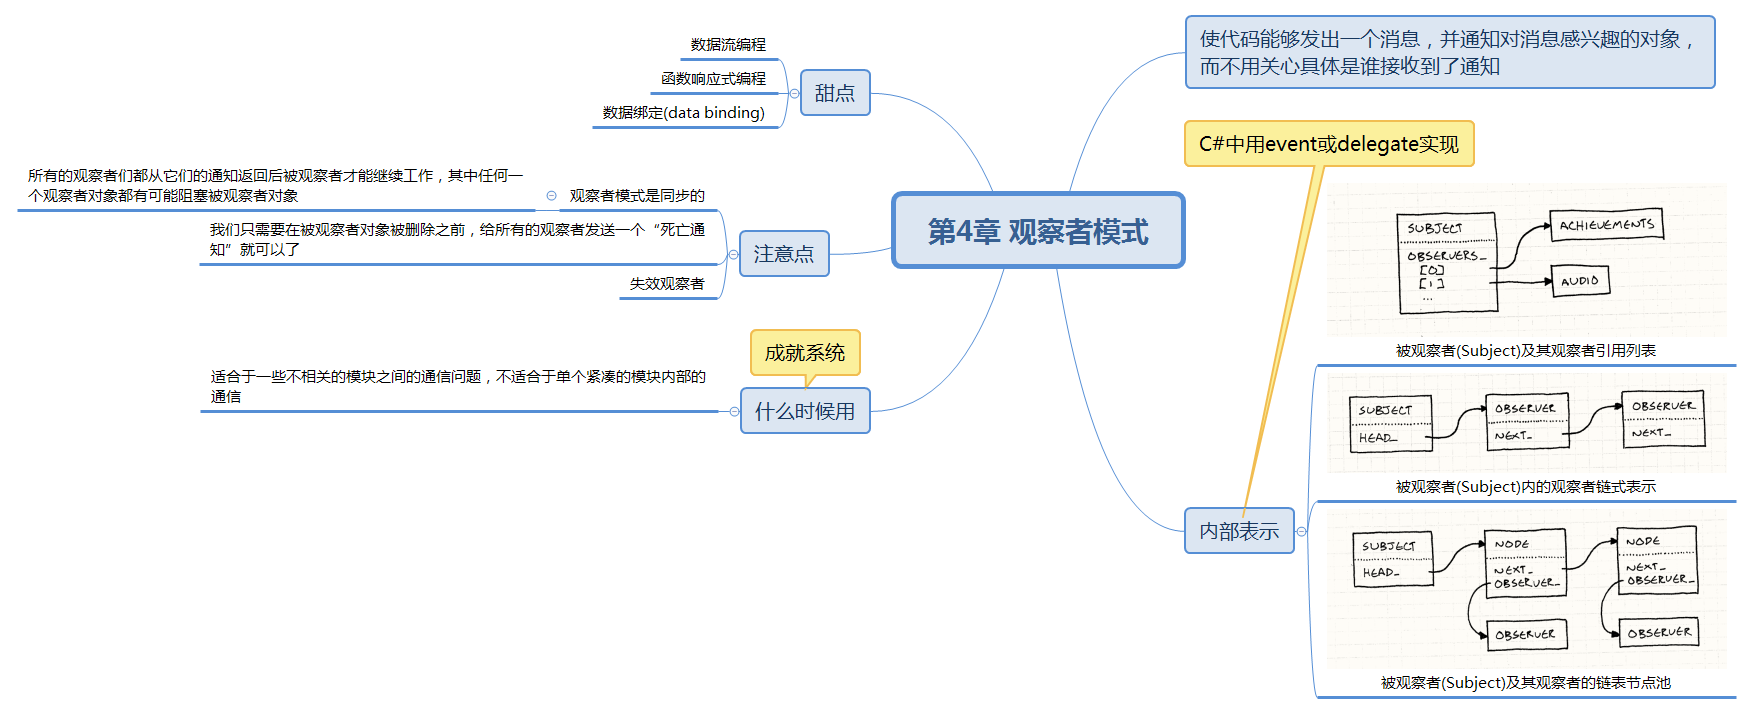 第4章 观察者模式
使代码能够发出一个消息，并通知对消息感兴趣的对象，
而不用关心具体是谁接收到了通知
C#中用event或delegate实现
内部表示
SUBJECT
OBSERVERS_
[0]
[1]
...
ACHIEVEMENTS
AUDIO
被观察者(Subject)及其观察者引用列表
SUBJECT
HEAD_
OBSERVER
NEXT_
OBSERVER
NEXT_
被观察者(Subject)内的观察者链式表示
SUBJECT
HEAD_
NODE
NEXT_
OBSERVER_
NODE
NEXT_
OBSERVER_
OBSERVER
OBSERVER
被观察者(Subject)及其观察者的链表节点池
甜点
数据流编程
函数响应式编程
数据绑定(data binding)
注意点
观察者模式是同步的
所有的观察者们都从它们的通知返回后被观察者才能继续工作，其中任何一
个观察者对象都有可能阻塞被观察者对象
我们只需要在被观察者对象被删除之前，给所有的观察者发送一个“死亡通
知”就可以了
失效观察者
成就系统
什么时候用
适合于一些不相关的模块之间的通信问题，不适合于单个紧凑的模块内部的
通信